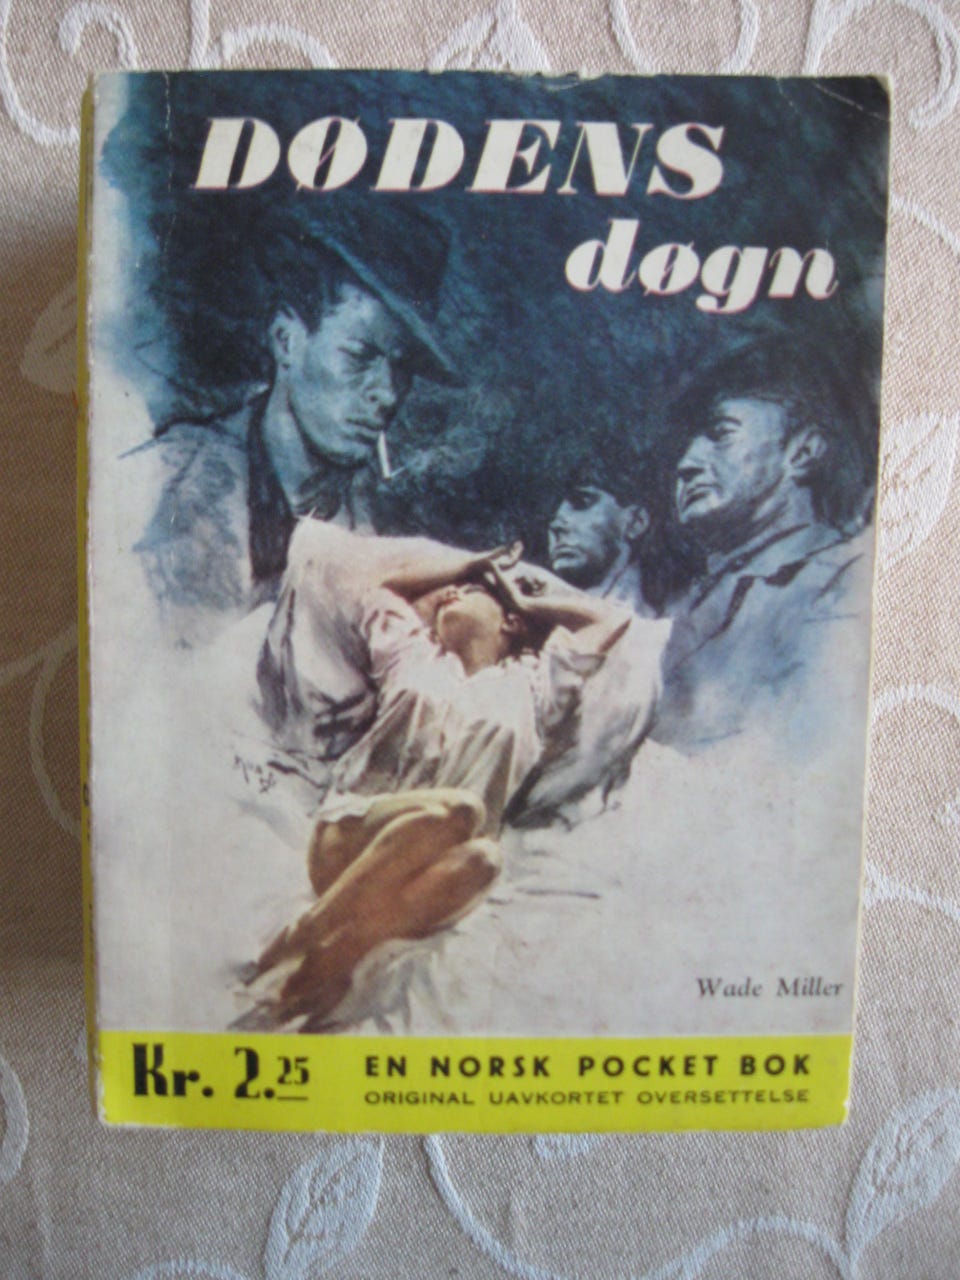 DØDENS
døgn
Wade Miller
Kr. 2.25
EN NORSK POCKET BOK
ORIGINAL UAVKORTET OVERSETTELSE